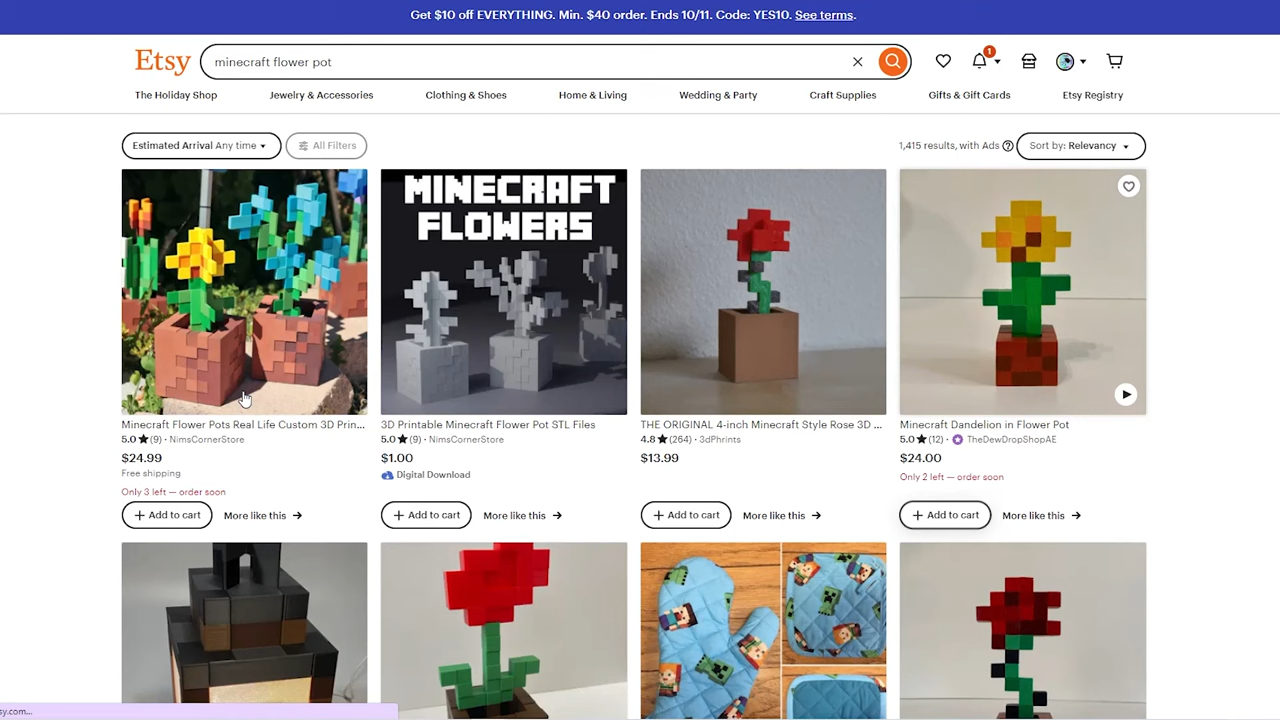 Get $10 off EVERYTHING. Min. $40 order. Ends 10/11. Code: YES10. See terms.
Etsy
minecraft flower pot
1
The Holiday Shop
Jewelry & Accessories
Clothing & Shoes
Home & Living
Wedding & Party
Craft Supplies
Gifts & Gift Cards
Etsy Registry
Estimated Arrival Any time
All Filters
1,415 results, with Ads
Sort by: Relevancy
MINECRAFT
FLOWERS
Minecraft Flower Pots Real Life Custom 3D Prin...
5.0 (9) · NimsCornerStore
$24.99
Free shipping
Only 3 left — order soon
+ Add to cart
More like this →
3D Printable Minecraft Flower Pot STL Files
5.0 (9) · NimsCornerStore
$1.00
Digital Download
+ Add to cart
More like this →
THE ORIGINAL 4-inch Minecraft Style Rose 3D ...
4.8 (264) · 3dPhrints
$13.99
+ Add to cart
More like this →
Minecraft Dandelion in Flower Pot
5.0 (12) · TheDewDropShopAE
$24.00
Only 2 left — order soon
+ Add to cart
More like this →
sy.com...